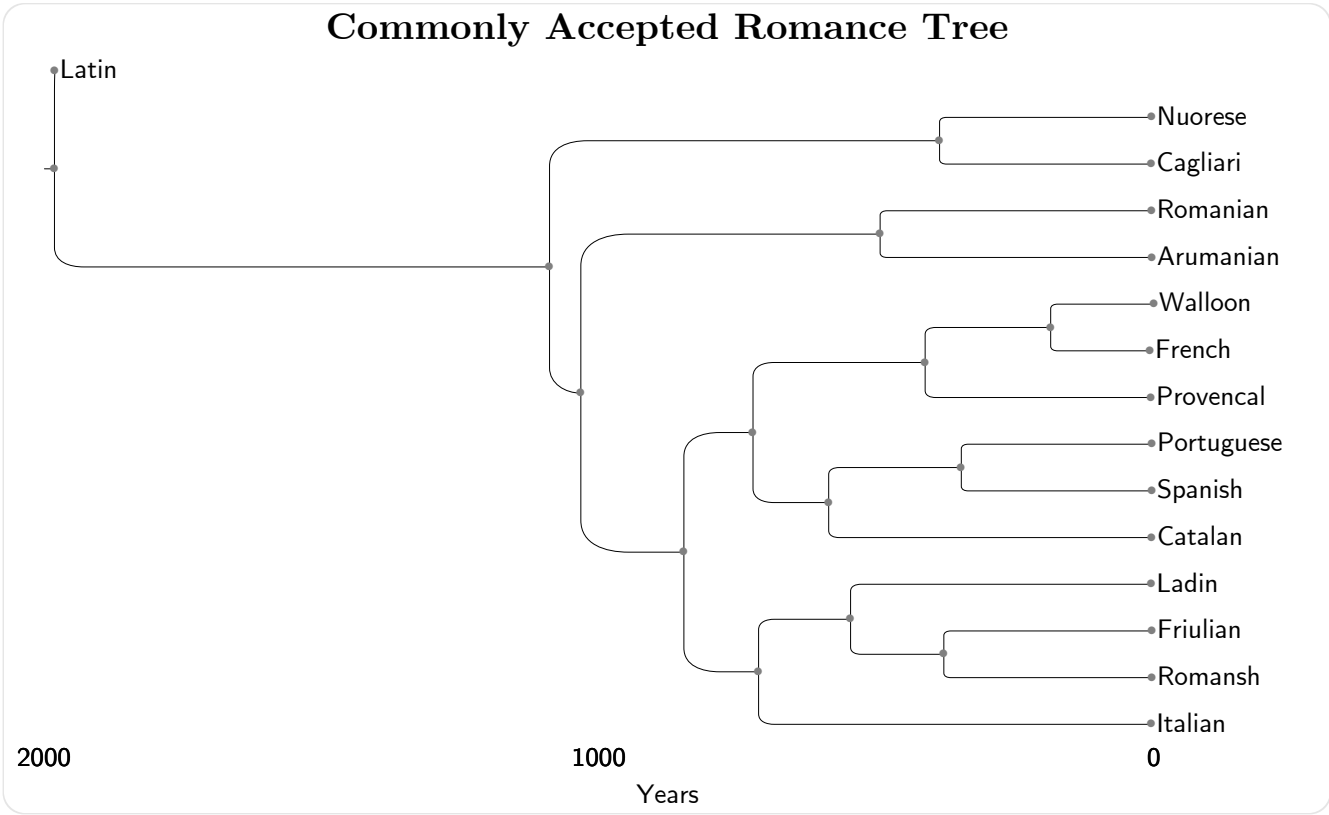 Commonly Accepted Romance Tree
Latin
Nuorese
Cagliari
Romanian
Arumanian
Walloon
French
Provencal
Portuguese
Spanish
Catalan
Ladin
Friulian
Romansh
Italian
2000 1000 0
Years